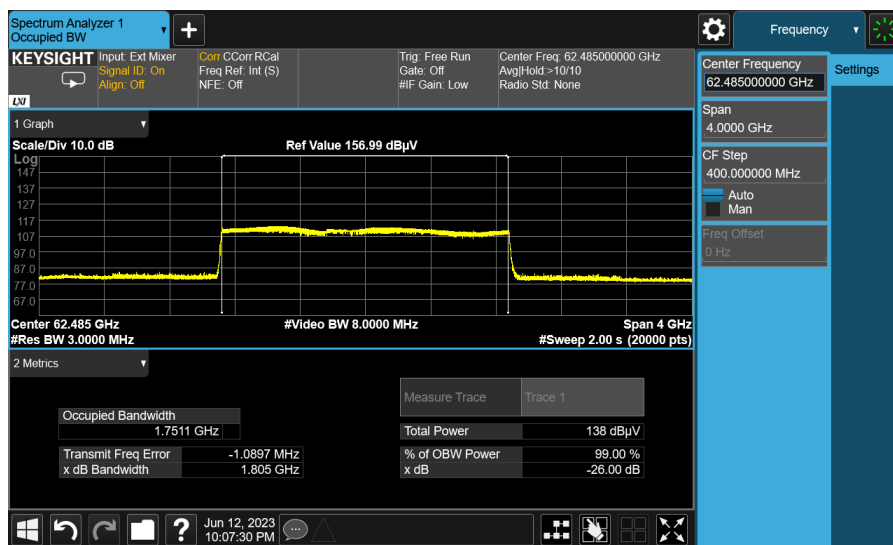 Spectrum Analyzer 1
Occupied BW
Frequency
KEYSIGHT
Input: Ext Mixer
Signal ID: On
Align: Off
Corr CCorr RCal
Freq Ref: Int (S)
NFE: Off
Trig: Free Run
Gate: Off
#IF Gain: Low
Center Freq: 62.485000000 GHz
Avg|Hold:>10/10
Radio Std: None
LXI
Center Frequency
62.485000000 GHz
Settings
Span
4.0000 GHz
CF Step
400.000000 MHz
Auto
Man
Freq Offset
0 Hz
1 Graph
Scale/Div 10.0 dB
Ref Value 156.99 dBµV
Log
147
137
127
117
107
97.0
87.0
77.0
67.0
Center 62.485 GHz
#Video BW 8.0000 MHz
Span 4 GHz
#Res BW 3.0000 MHz
#Sweep 2.00 s (20000 pts)
2 Metrics
Measure Trace
Trace 1
Occupied Bandwidth
1.7511 GHz
Total Power
138 dBµV
Transmit Freq Error
-1.0897 MHz
% of OBW Power
99.00 %
x dB Bandwidth
1.805 GHz
x dB
-26.00 dB
Jun 12, 2023
10:07:30 PM